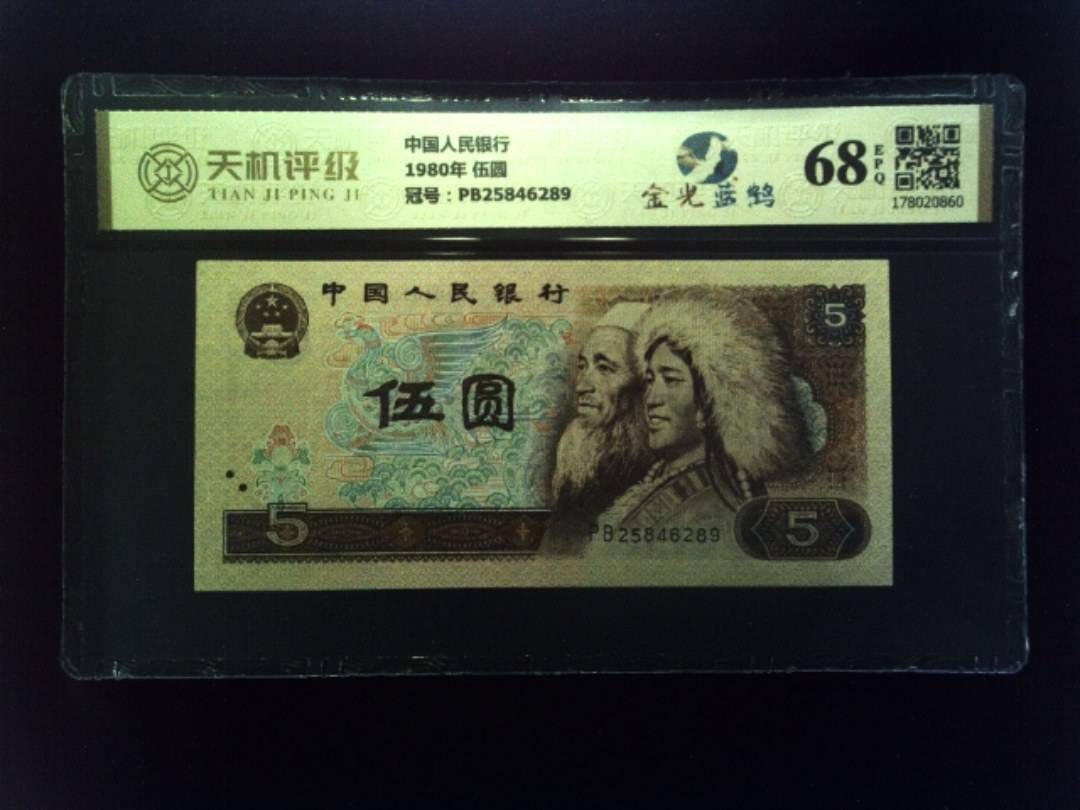 天机评级
TIAN JI PING JI
中国人民银行
1980年 伍圆
冠号：PB25846289
金光蓝鹤
68
EPQ
178020860
中国人民银行
5
伍圆
5
PB25846289
5